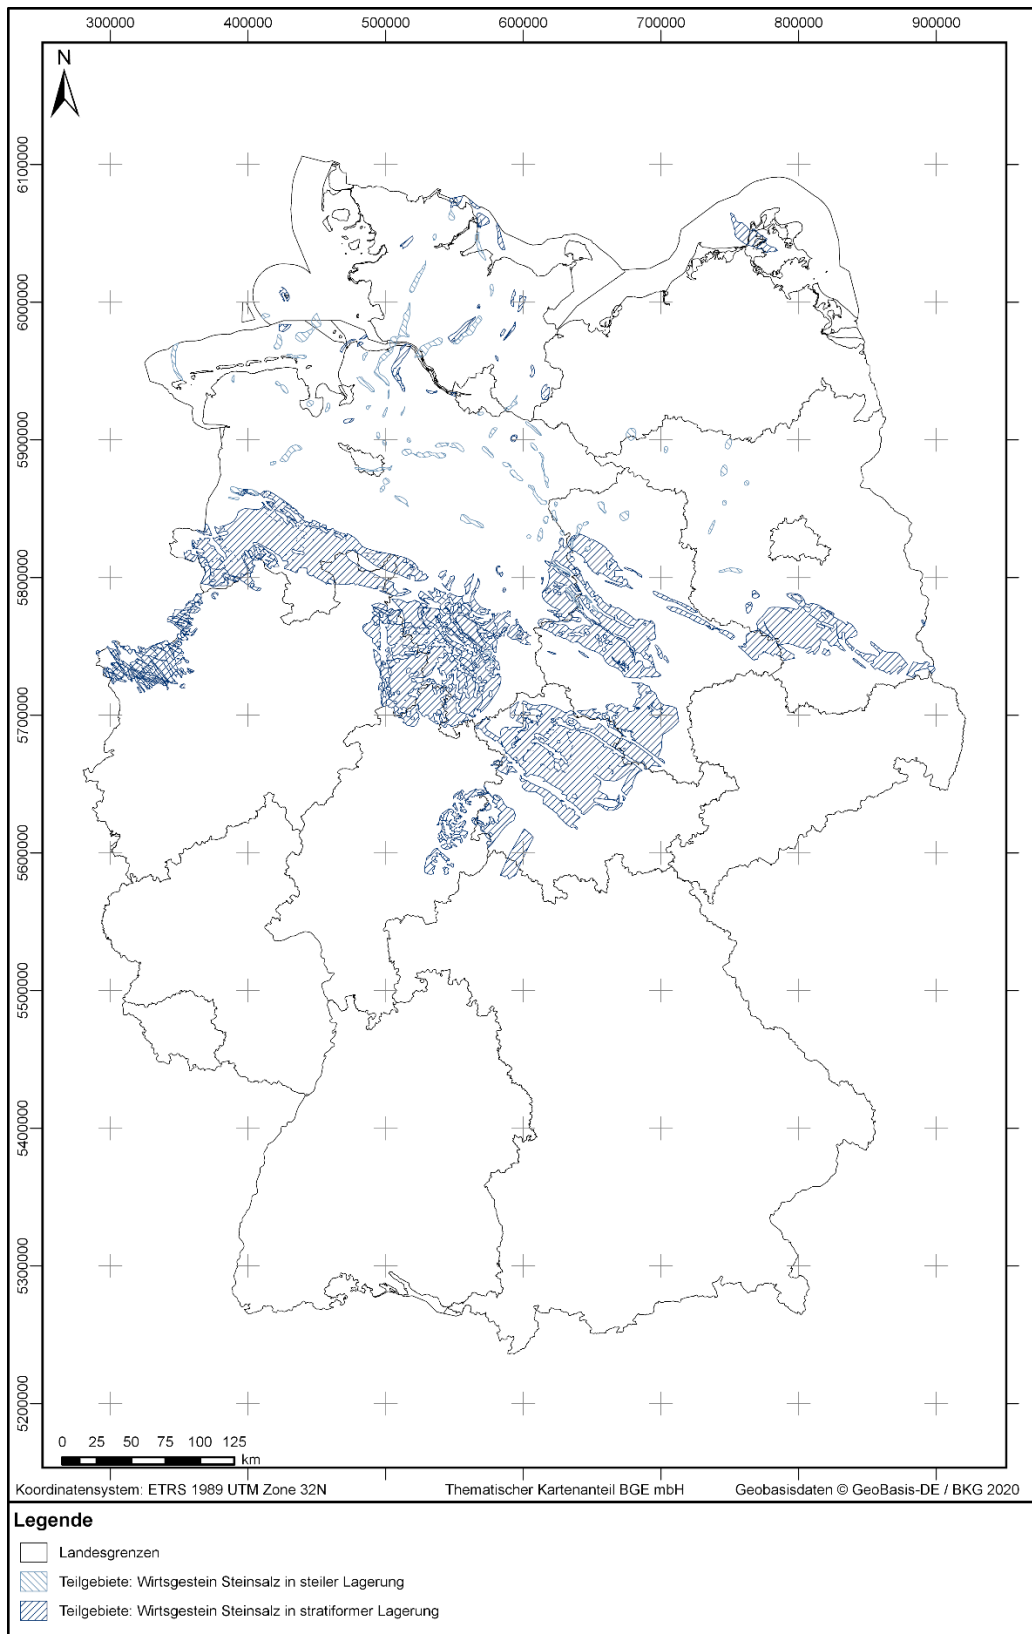 300000 400000 500000 600000 700000 800000 900000
N
6100000
6000000
5900000
5800000
5700000
5600000
5500000
5400000
5300000
5200000
0 25 50 75 100 125
km
Koordinatensystem: ETRS 1989 UTM Zone 32N Thematischer Kartenanteil BGE mbH Geobasisdaten © GeoBasis-DE / BKG 2020
Legende
Landesgrenzen
Teilgebiete: Wirtsgestein Steinsalz in steiler Lagerung
Teilgebiete: Wirtsgestein Steinsalz in stratiformer Lagerung